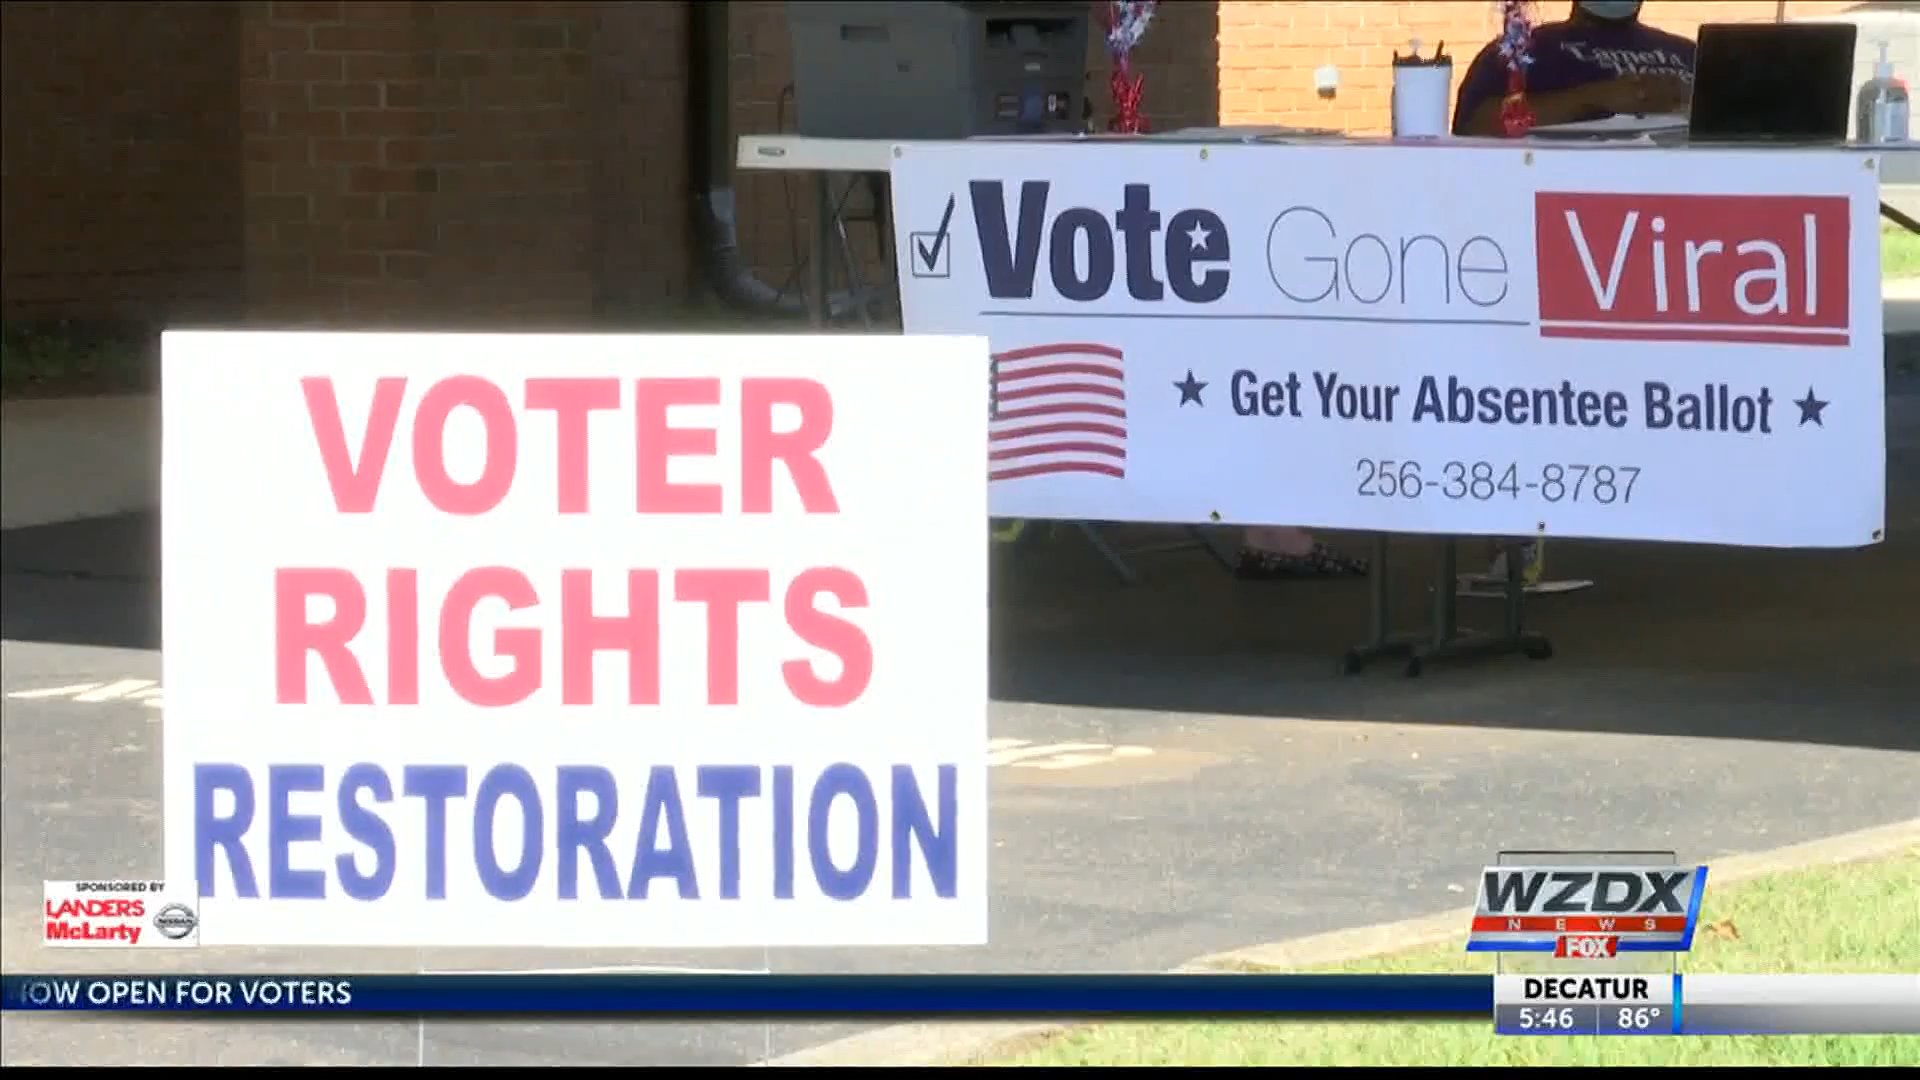 Vote Gone Viral
★ Get Your Absentee Ballot ★
256-384-8787
VOTER
RIGHTS
RESTORATION
SPONSORED BY
LANDERS
McLarty
NISSAN
WZDX
NEWS
FOX
OW OPEN FOR VOTERS
DECATUR
5:46 86°